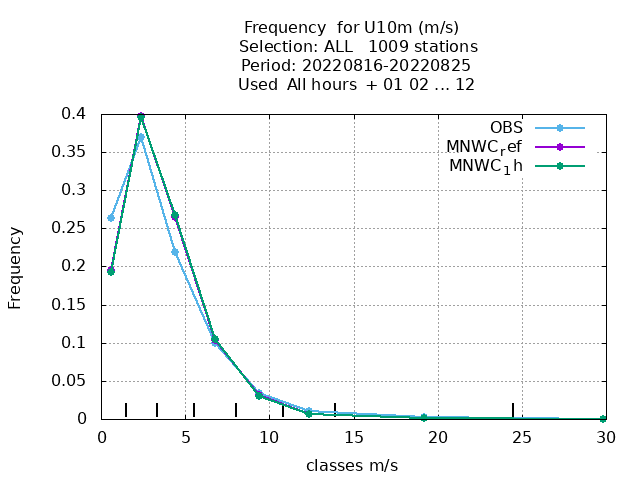 Frequency  for U10m (m/s)
Selection: ALL   1009 stations
Period: 20220816-20220825
Used  All hours  + 01 02 ... 12
OBS
MNWCref
MNWC1h
0.4
0.35
0.3
0.25
0.2
0.15
0.1
0.05
0
Frequency
0 5 10 15 20 25 30
classes m/s